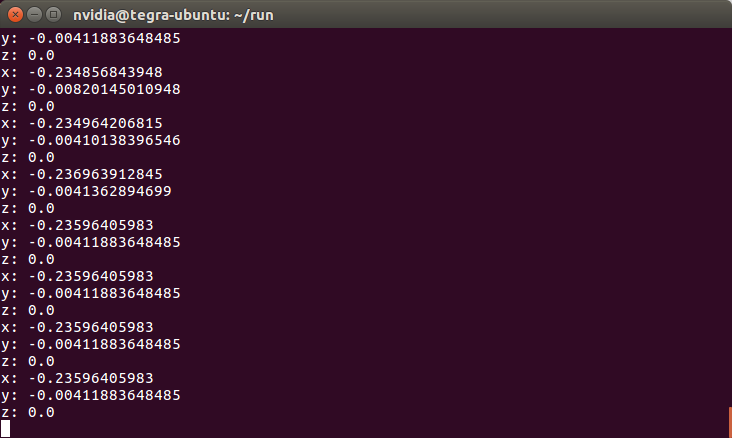 nvidia@tegra-ubuntu: ~/run
y: -0.00411883648485
z: 0.0
x: -0.234856843948
y: -0.00820145010948
z: 0.0
x: -0.234964206815
y: -0.00410138396546
z: 0.0
x: -0.236963912845
y: -0.0041362894699
z: 0.0
x: -0.23596405983
y: -0.00411883648485
z: 0.0
x: -0.23596405983
y: -0.00411883648485
z: 0.0
x: -0.23596405983
y: -0.00411883648485
z: 0.0
x: -0.23596405983
y: -0.00411883648485
z: 0.0